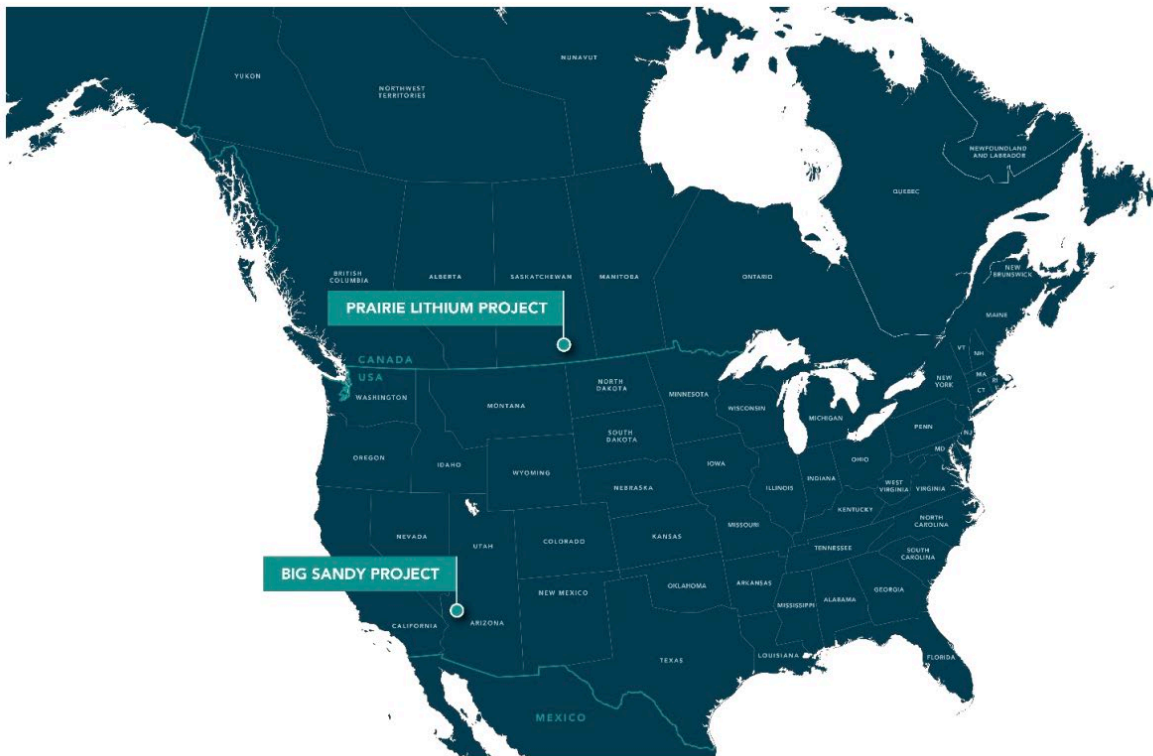 YUKON
NUNAVUT
NORTHWEST
TERRITORIES
NEWFOUNDLAND
AND LABRADOR
QUEBEC
BRITISH
COLUMBIA
ALBERTA
SASKATCHEWAN
MANITOBA
ONTARIO
NEW
BRUNSWICK
PRAIRIE LITHIUM PROJECT
MAINE
CANADA
USA
WASHINGTON
MONTANA
NORTH
DAKOTA
MINNESOTA
WISCONSIN
MICHIGAN
NEW
YORK
VT
NH
MA
CT
RI
OREGON
IDAHO
WYOMING
SOUTH
DAKOTA
IOWA
NEBRASKA
ILLINOIS
INDIANA
OHIO
PENN
NJ
MD
WEST
VIRGINIA
VIRGINIA
KENTUCKY
NEVADA
UTAH
COLORADO
KANSAS
MISSOURI
NORTH
CAROLINA
TENNESSEE
SOUTH
CAROLINA
BIG SANDY PROJECT
CALIFORNIA
ARIZONA
NEW MEXICO
OKLAHOMA
ARKANSAS
MISSISSIPPI
ALABAMA
GEORGIA
TEXAS
LOUISIANA
FLORIDA
MEXICO